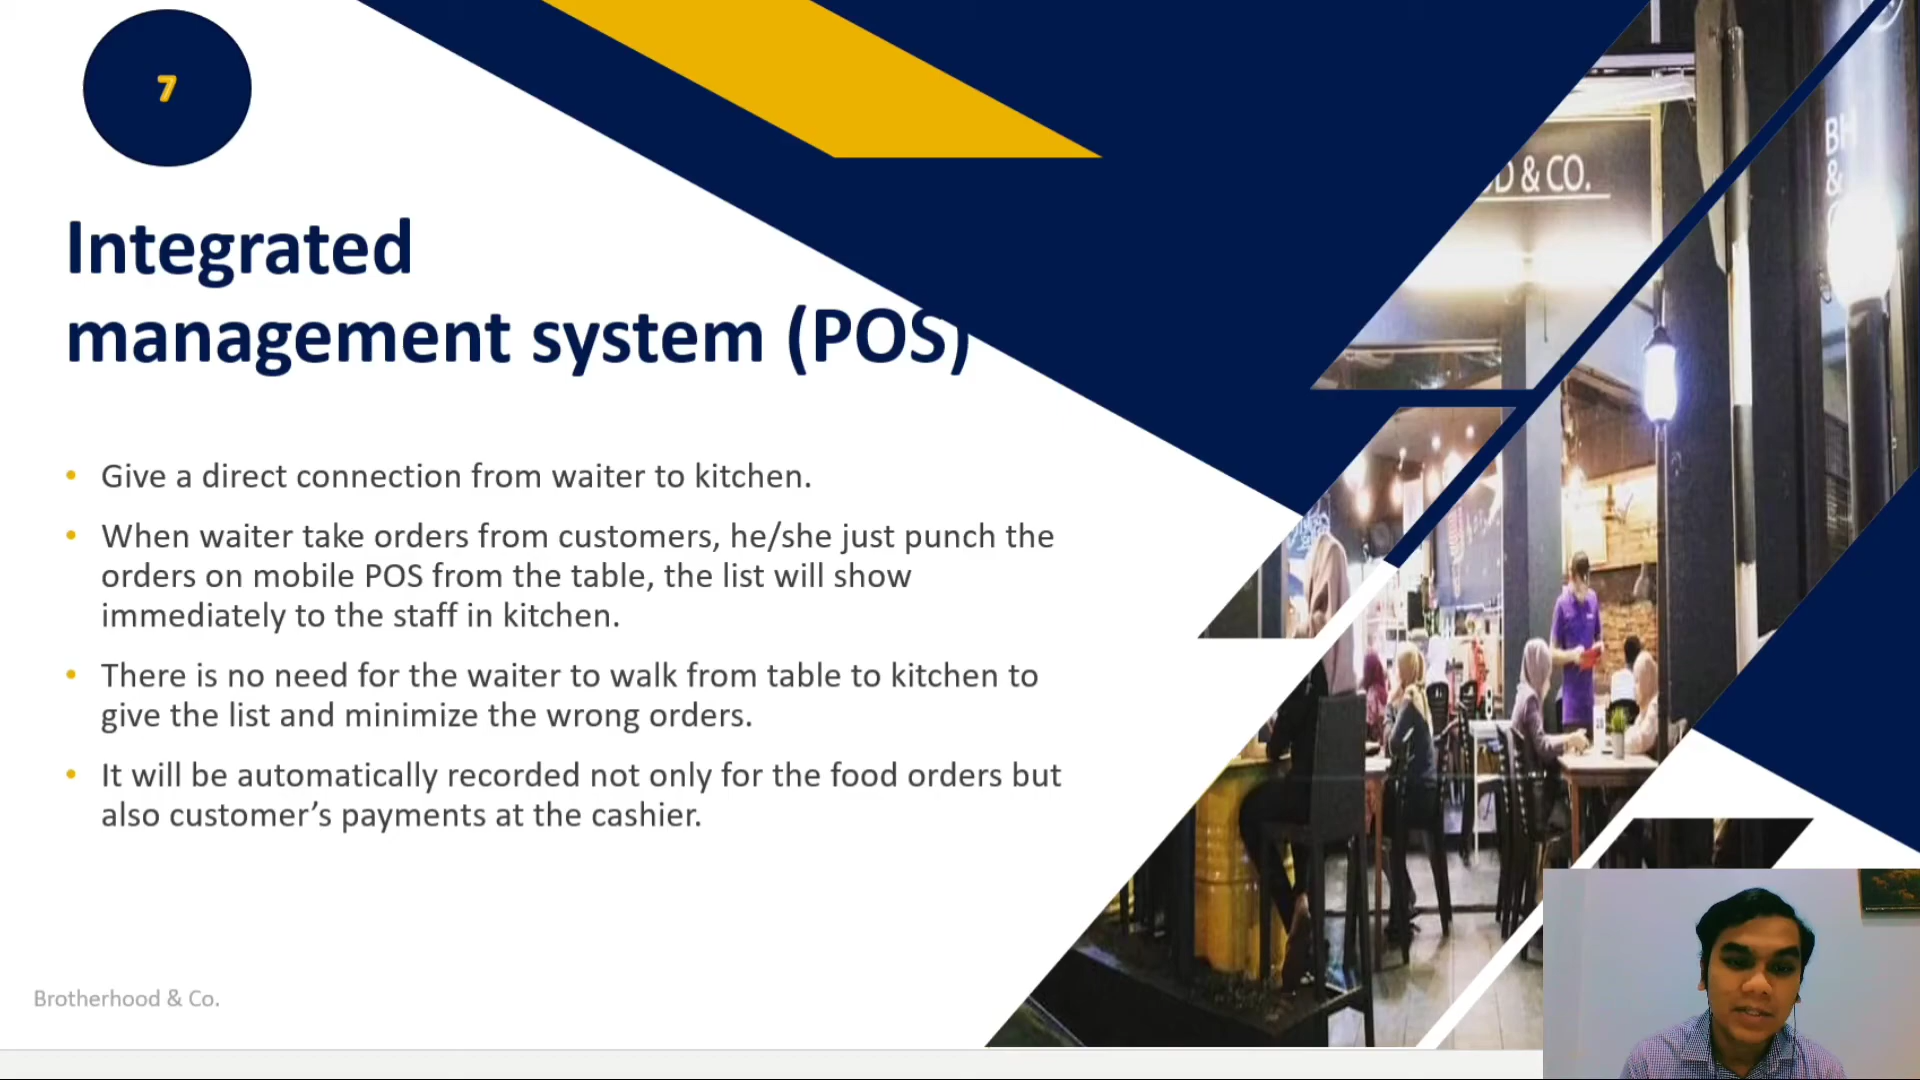 7
Integrated
management system (POS)
• Give a direct connection from waiter to kitchen.
• When waiter take orders from customers, he/she just punch the
orders on mobile POS from the table, the list will show
immediately to the staff in kitchen.
• There is no need for the waiter to walk from table to kitchen to
give the list and minimize the wrong orders.
• It will be automatically recorded not only for the food orders but
also customer’s payments at the cashier.
Brotherhood & Co.
D & CO.
BH
&